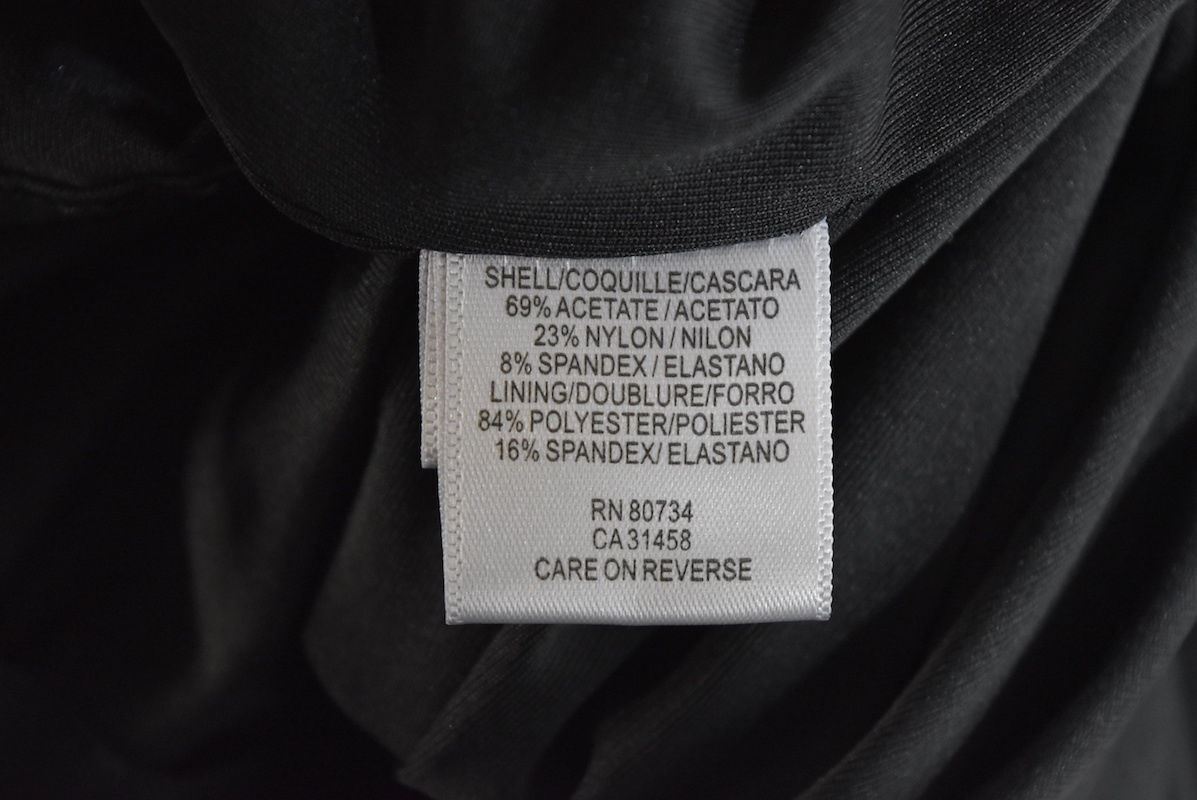 SHELL/COQUILLE/CASCARA
69% ACETATE / ACETATO
23% NYLON / NILON
8% SPANDEX / ELASTANO
LINING/DOUBLURE/FORRO
84% POLYESTER/POLIESTER
16% SPANDEX/ ELASTANO
RN 80734
CA 31458
CARE ON REVERSE